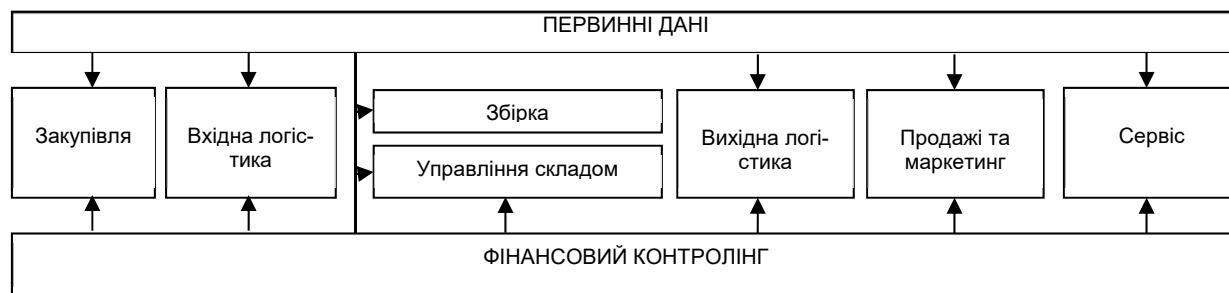 ПЕРВИННІ ДАНІ
Закупівля
Вхідна логіс-
тика
Збірка
Управління складом
Вихідна логі-
стика
Продажі та
маркетинг
Сервіс
ФІНАНСОВИЙ КОНТРОЛІНГ